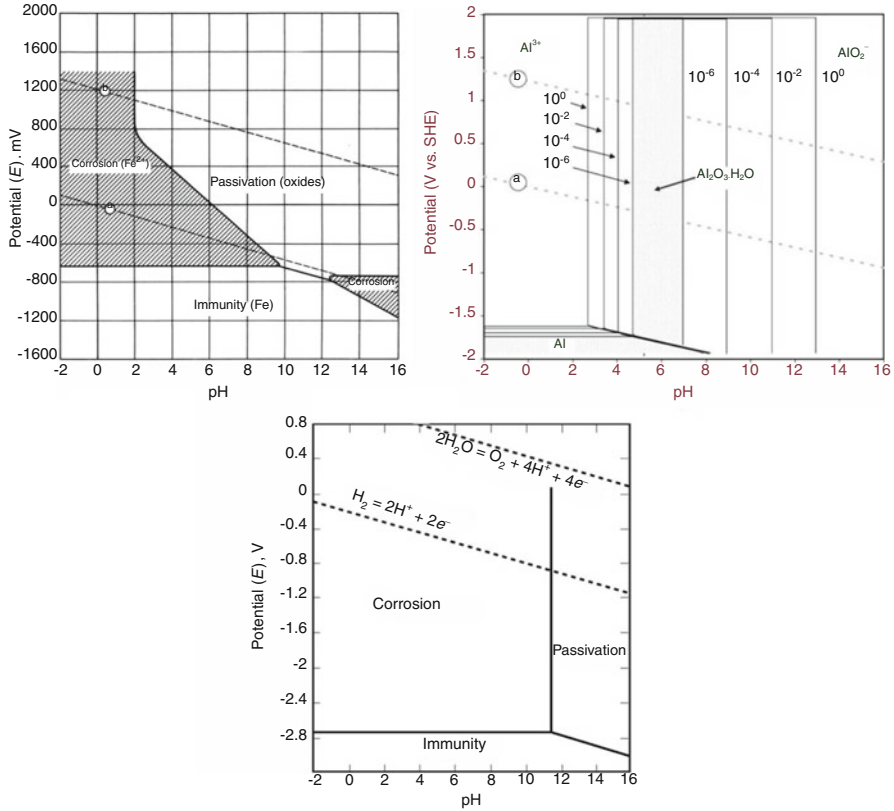 2000
1600
1200
800
400
0
-400
-800
-1200
-1600
Potential (E). mV
-2 0 2 4 6 8 10 12 14 16
pH
b
Corrosion (Fe²⁺)
Passivation (oxides)
Corrosion
Immunity (Fe)
2
1.5
1
0.5
0
-0.5
-1
-1.5
-2
Potential (V vs. SHE)
-2 0 2 4 6 8 10 12 14 16
pH
Al³⁺
AlO₂⁻
b
10⁰
10⁻²
10⁻⁴
10⁻⁶
10⁻⁶ 10⁻⁴ 10⁻² 10⁰
a
Al₂O₃.H₂O
Al
0.8
0.4
0
-0.4
-0.8
-1.2
-1.6
-2
-2.4
-2.8
Potential (E), V
-2 0 2 4 6 8 10 12 14 16
pH
2H₂O = O₂ + 4H⁺ + 4e⁻
H₂ = 2H⁺ + 2e⁻
Corrosion
Passivation
Immunity